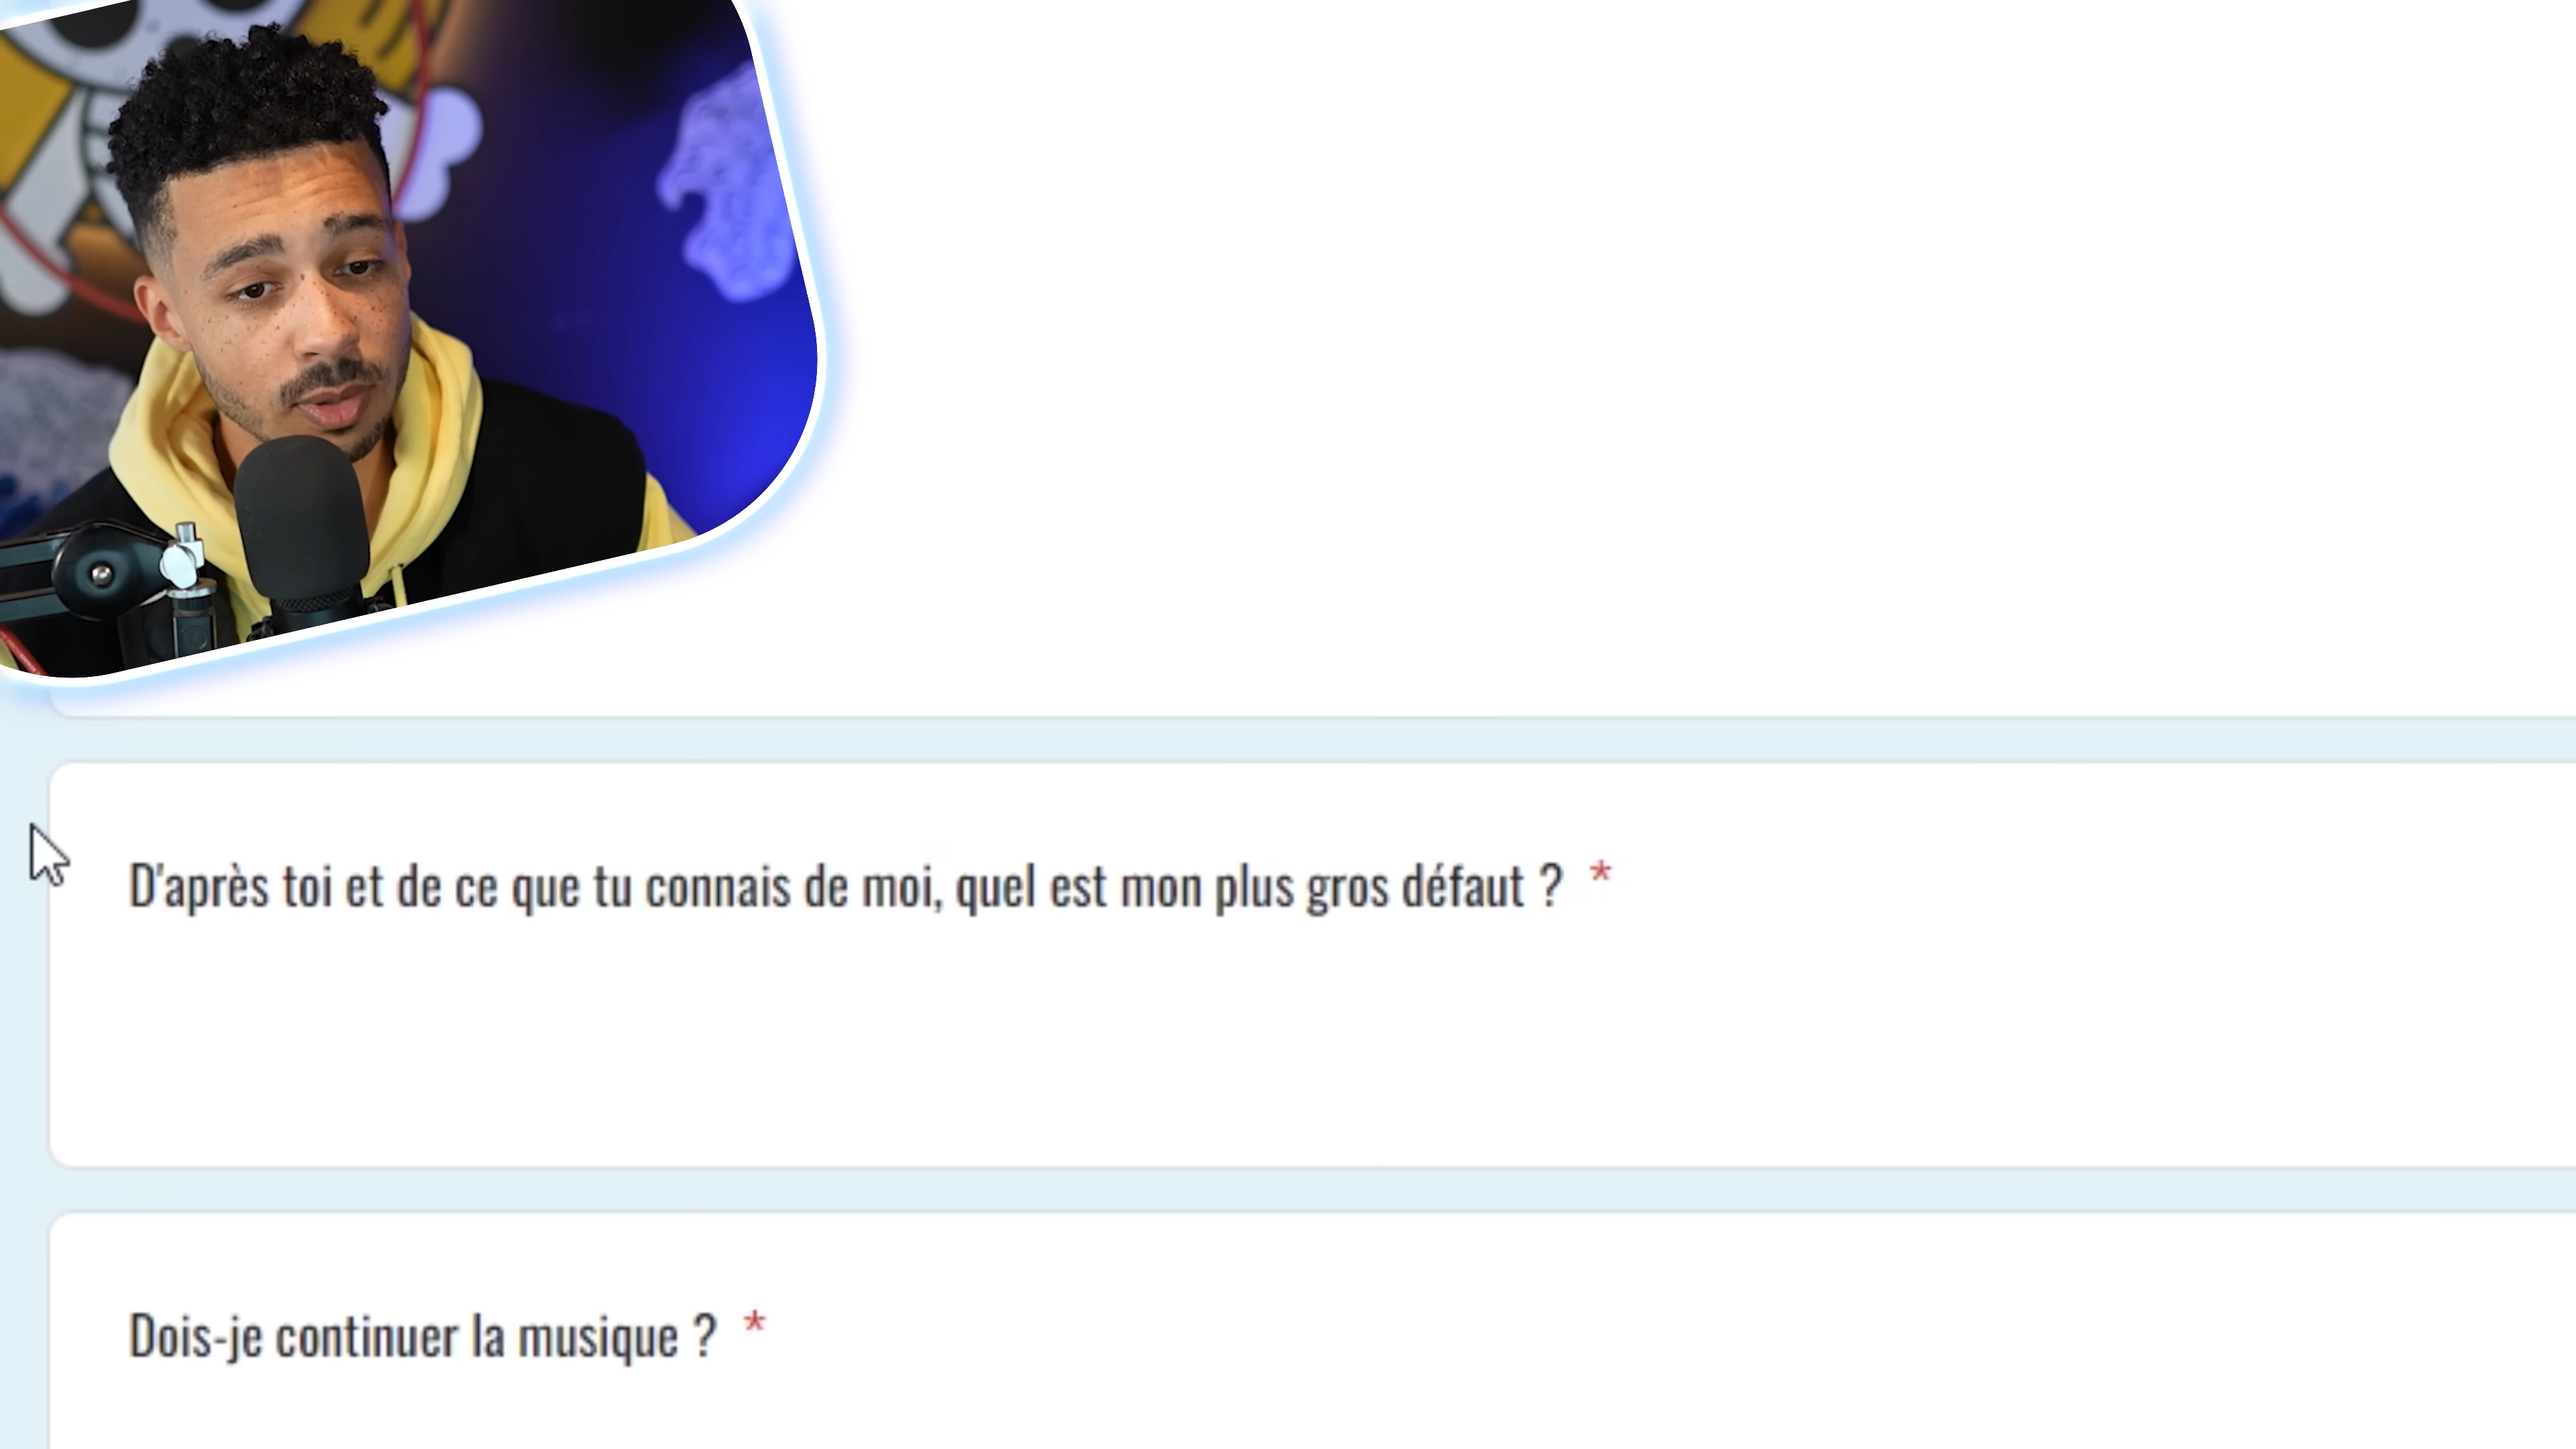 D'après toi et de ce que tu connais de moi, quel est mon plus gros défaut ? *
Dois-je continuer la musique ? *